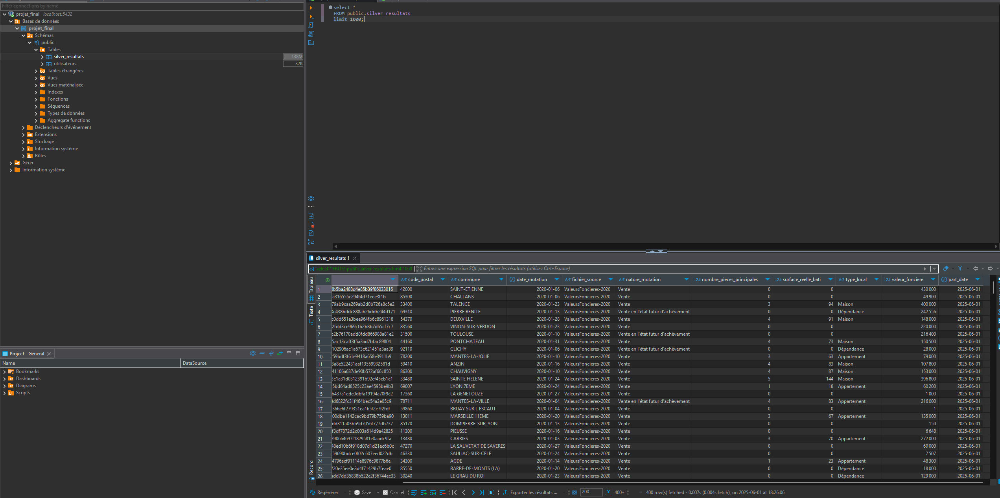 Filter connections by name
projet_final localhost:5432
Bases de données
projet_final
Schémas
public
Tables
silver_resultats 138M
utilisateurs 32K
Tables étrangères
Vues
Vues matérialisée
Indexes
Fonctions
Séquences
Types de données
Aggregate functions
Déclencheurs d'événement
Extensions
Stockage
Information système
Rôles
Gérer
Information système
Project - General
Name DataSource
Bookmarks
Dashboards
Diagrams
Scripts
select *
FROM public.silver_resultats
limit 1000;
silver_resultats 1
select * FROM public.silver_resultats limit 1000 Entrez une expression SQL pour filtrer les résultats (utilisez Ctrl+Espace)
Tableau
Texte
Record
A-Z code_postal A-Z commune date_mutation A-Z fichier_source A-Z nature_mutation 123 nombre_pieces_principales 123 surface_reelle_bati A-Z type_local 123 valeur_fonciere part_date
1 0b5ba2488d4e85b39f86033016 42000 SAINT-ETIENNE 2020-01-06 ValeursFoncieres-2020 Vente 0 0 430 000 2025-06-01
2 a316555c294f4d71eee3f1b 85300 CHALLANS 2020-01-06 ValeursFoncieres-2020 Vente 0 0 49 900 2025-06-01
3 79ab9caa269ab2d0b726a8c5e2 33400 TALENCE 2020-01-23 ValeursFoncieres-2020 Vente 3 94 Maison 400 000 2025-06-01
4 3e438bddc888ab26ddb244d171 69310 PIERRE BENITE 2020-01-13 ValeursFoncieres-2020 Vente en l'état futur d'achèvement 0 0 Dépendance 242 556 2025-06-01
5 c0dd651e3bee964fb6c8961318 54370 DEUXVILLE 2020-01-28 ValeursFoncieres-2020 Vente 4 91 Maison 148 000 2025-06-01
6 2fdd3ce969cfb2b8b7d65cf7c7 83560 VINON-SUR-VERDON 2020-01-23 ValeursFoncieres-2020 Vente 0 0 220 000 2025-06-01
7 b2b76170add8fdd866988a81e2 31500 TOULOUSE 2020-01-10 ValeursFoncieres-2020 Vente en l'état futur d'achèvement 0 0 216 400 2025-06-01
8 5ac13caff3f5a3ad7bfac89804 44160 PONTCHATEAU 2020-01-31 ValeursFoncieres-2020 Vente 4 73 Maison 150 500 2025-06-01
9 102906ac1a673c621451a3aa39 92110 CLICHY 2020-01-06 ValeursFoncieres-2020 Vente en l'état futur d'achèvement 0 0 Dépendance 28 000 2025-06-01
10 259bdf3f61e9418a658e3911b9 78200 MANTES-LA-JOLIE 2020-01-10 ValeursFoncieres-2020 Vente 3 63 Appartement 79 000 2025-06-01
11 3a8e522431aaf13559932581d 59410 ANZIN 2020-01-16 ValeursFoncieres-2020 Vente 4 83 Maison 107 800 2025-06-01
12 41106a637de90b572af66c850 86300 CHAUVIGNY 2020-01-10 ValeursFoncieres-2020 Vente 4 87 Maison 153 000 2025-06-01
13 3e1a31d0312391b92cf45eb1e1 33480 SAINTE HELENE 2020-01-24 ValeursFoncieres-2020 Vente 5 144 Maison 396 800 2025-06-01
14 05bd64ad8525c23ae4595be9b3 69007 LYON 7EME 2020-01-24 ValeursFoncieres-2020 Vente 1 18 Appartement 60 200 2025-06-01
15 b437a1ede0dbfa19194a70f9c2 17360 LA GENETOUZE 2020-01-27 ValeursFoncieres-2020 Vente 0 0 1 000 2025-06-01
16 3d6822fc31f464bec54a2e05c9 78711 MANTES-LA-VILLE 2020-01-04 ValeursFoncieres-2020 Vente en l'état futur d'achèvement 4 83 Appartement 216 000 2025-06-01
17 0366e6f279351ea165f2e7f2fdf 59860 BRUAY SUR L ESCAUT 2020-01-04 ValeursFoncieres-2020 Vente 0 0 1 2025-06-01
18 00dbe1142cac9bd79b759ba90 13011 MARSEILLE 11EME 2020-01-20 ValeursFoncieres-2020 Vente 3 67 Appartement 135 000 2025-06-01
19 dd311a03bb9d7056f777db737 85170 DOMPIERRE-SUR-YON 2020-01-13 ValeursFoncieres-2020 Vente 0 0 150 2025-06-01
20 f3df7872d2c003a614d9a42825 11300 PIEUSSE 2020-01-16 ValeursFoncieres-2020 Vente 0 0 6 648 2025-06-01
21 890664697f1829581e0aadc9fa 13480 CABRIES 2020-01-03 ValeursFoncieres-2020 Vente 3 70 Appartement 272 000 2025-06-01
22 48ed10b6f910d07d1d21ec6b0c 47270 LA SAUVETAT DE SAVERES 2020-01-27 ValeursFoncieres-2020 Vente 0 0 60 000 2025-06-01
23 359690bdce0f02c607eed022db 46330 SAULIAC-SUR-CELE 2020-01-24 ValeursFoncieres-2020 Vente 0 0 7 507 2025-06-01
24 4796acf91114a8976c9877b6e 34300 AGDE 2020-01-14 ValeursFoncieres-2020 Vente 1 23 Appartement 48 300 2025-06-01
25 220e35ee0e3d4f71429b7feae0 85550 BARRE-DE-MONTS (LA) 2020-01-20 ValeursFoncieres-2020 Vente 0 0 Dépendance 18 000 2025-06-01
26 add7dd35838b522e2f36744ec33 30240 LE GRAU DU ROI 2020-01-23 ValeursFoncieres-2020 Vente 0 0 Dépendance 129 000 2025-06-01
Régénérer Save Cancel Exporter les résultats ... 200 400+ 400 row(s) fetched - 0.007s (0.004s fetch), on 2025-06-01 at 18:26:06